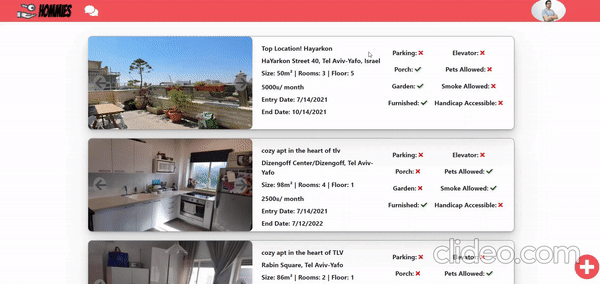 HOMMIES
Top Location! Hayarkon
HaYarkon Street 40, Tel Aviv-Yafo, Israel
Size: 50m² | Rooms: 3 | Floor: 5
5000₪/ month
Entry Date: 7/14/2021
End Date: 10/14/2021
Parking: ✖ Elevator: ✖
Porch: ✔ Pets Allowed: ✖
Garden: ✔ Smoke Allowed: ✖
Furnished: ✔ Handicap Accessible: ✖
cozy apt in the heart of tlv
Dizengoff Center/Dizengoff, Tel Aviv-
Yafo
Size: 98m² | Rooms: 4 | Floor: 1
2500₪/ month
Entry Date: 7/14/2021
End Date: 7/12/2022
Parking: ✖ Elevator: ✖
Porch: ✖ Pets Allowed: ✔
Garden: ✖ Smoke Allowed: ✔
Furnished: ✔ Handicap Accessible: ✖
cozy apt in the heart of TLV
Rabin Square, Tel Aviv-Yafo
Size: 86m² | Rooms: 2 | Floor: 1
Parking: ✖ Elevator: ✖
Porch: ✖ Pets Allowed: ✔
clideo.com